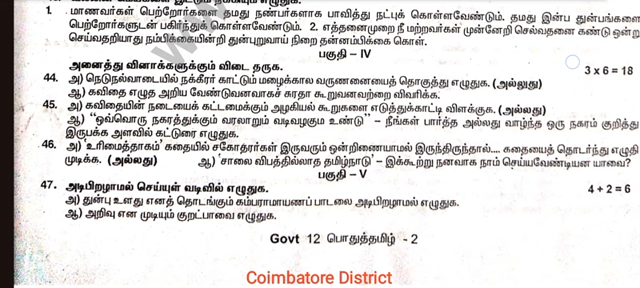 1. மாணவர்கள் பெற்றோர்களை தமது நண்பர்களாக பாவித்து நட்புக் கொள்ளவேண்டும். தமது இன்ப துன்பங்களை
பெற்றோர்களுடன் பகிர்ந்துக் கொள்ளவேண்டும். 2. எத்தனைமுறை நீ மற்றவர்கள் முன்னேறி செல்வதனை கண்டு ஒன்று
செய்வதறியாது நம்பிக்கையின்றி துன்புறுவாய் நிறை தன்னம்பிக்கை கொள்.
பகுதி - IV
அனைத்து வினாக்களுக்கும் விடை தருக. 3 x 6 = 18
44. அ) நெடுநல்வாடையில் நக்கீரர் காட்டும் மழைக்கால வருணனையைத் தொகுத்து எழுதுக. (அல்லது)
ஆ) கவிதை எழுத அறிய வேண்டுவனவாகச் சுரதா கூறுவனவற்றை விவரிக்க.
45. அ) கவிதையின் நடையைக் கட்டமைக்கும் அழகியல் கூறுகளை எடுத்துக்காட்டி விளக்குக. (அல்லது)
ஆ) "ஒவ்வொரு நகரத்துக்கும் வரலாறும் வடிவழகும் உண்டு" - நீங்கள் பார்த்த அல்லது வாழ்ந்த ஒரு நகரம் குறித்து
இருபக்க அளவில் கட்டுரை எழுதுக.
46. அ) 'உரிமைத்தாகம்' கதையில் சகோதரர்கள் இருவரும் ஒன்றிணையாமல் இருந்திருந்தால்.... கதையைத் தொடர்ந்து எழுதி
முடிக்க. (அல்லது) ஆ) 'சாலை விபத்தில்லாத தமிழ்நாடு' - இக்கூற்று நனவாக நாம் செய்யவேண்டியன யாவை?
பகுதி - V
47. அடிபிறழாமல் செய்யுள் வடிவில் எழுதுக. 4 + 2 = 6
அ) துன்பு உளது எனத் தொடங்கும் கம்பராமாயணப் பாடலை அடிபிறழாமல் எழுதுக.
ஆ) அறிவு என முடியும் குறட்பாவை எழுதுக.
Govt 12 பொதுத்தமிழ் - 2
Coimbatore District